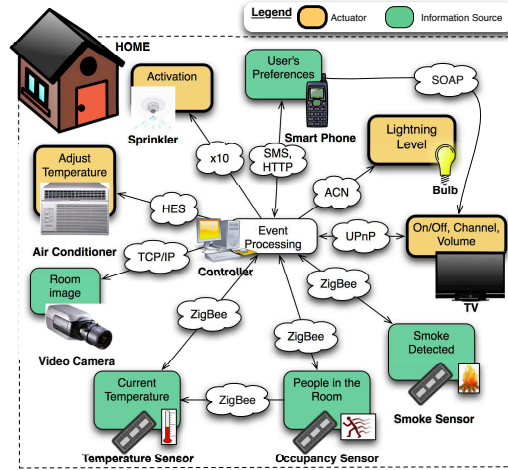 Legend
Actuator
Information Source
HOME
Activation
Sprinkler
User's
Preferences
Smart Phone
SOAP
x10
SMS,
HTTP
Lightning
Level
Bulb
ACN
Adjust
Temperature
Air Conditioner
HES
Event
Processing
Controller
UPnP
On/Off, Channel,
Volume
TV
TCP/IP
Room
image
Video Camera
ZigBee
ZigBee
ZigBee
Smoke
Detected
Smoke Sensor
Current
Temperature
Temperature Sensor
ZigBee
People in the
Room
Occupancy Sensor